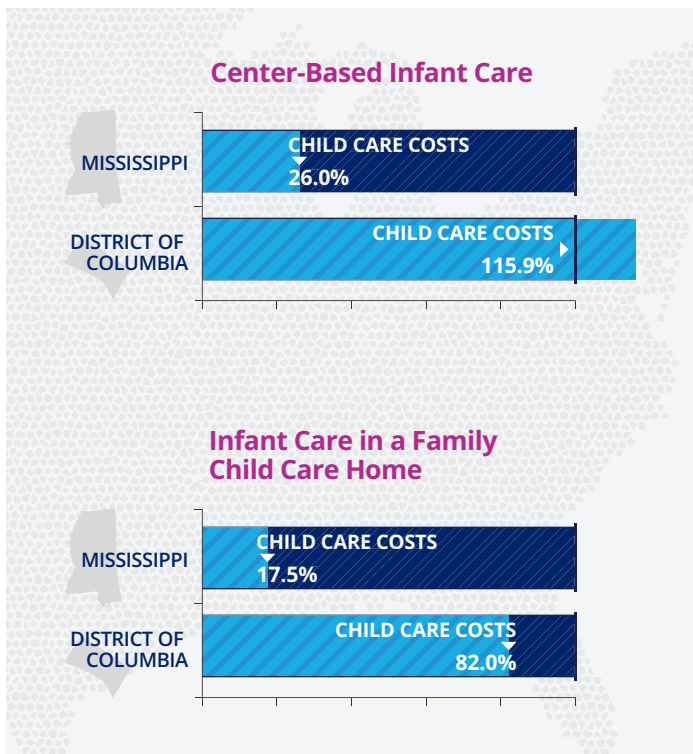 Center-Based Infant Care
MISSISSIPPI
CHILD CARE COSTS
26.0%
DISTRICT OF
COLUMBIA
CHILD CARE COSTS
115.9%
Infant Care in a Family
Child Care Home
MISSISSIPPI
CHILD CARE COSTS
17.5%
DISTRICT OF
COLUMBIA
CHILD CARE COSTS
82.0%